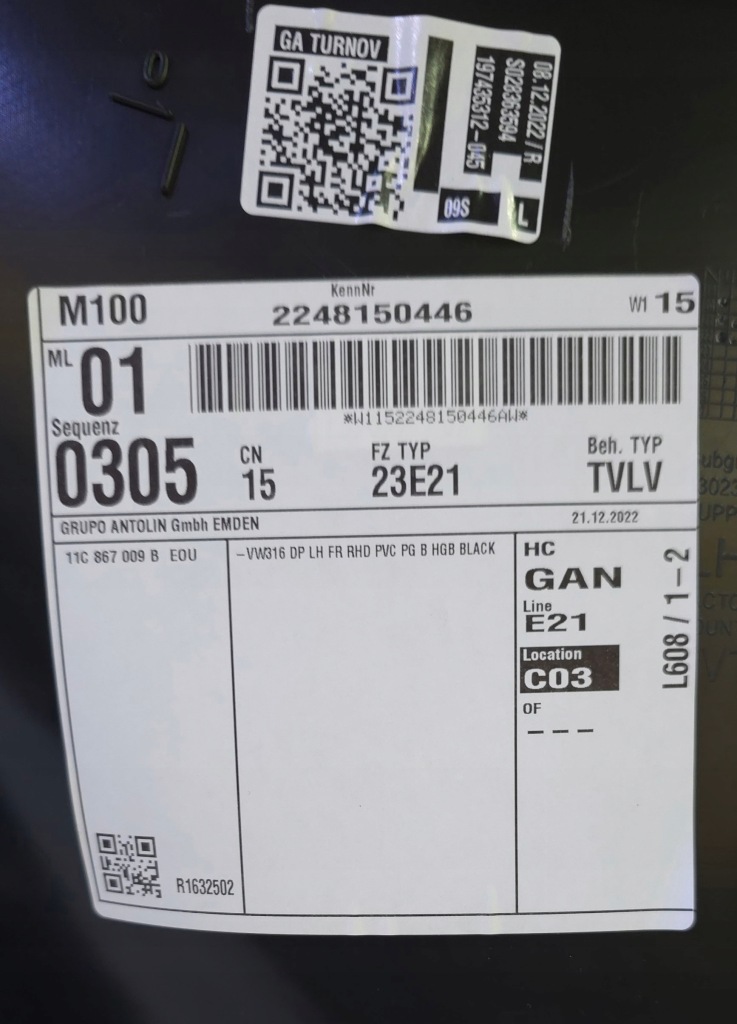 GA TURNOV
08.12.2022 / R
S028363594
197435312-045
09S
L
M100
KennNr
2248150446
W1 15
ML 01
*W1152248150446AW*
Sequenz
0305
CN
15
FZ TYP
23E21
Beh. TYP
TVLV
GRUPO ANTOLIN Gmbh EMDEN
21.12.2022
11C 867 009 B EOU
-VW316 DP LH FR RHD PVC PG B HGB BLACK
HC
GAN
Line
E21
Location
C03
OF
---
L608 / 1-2
R1632502